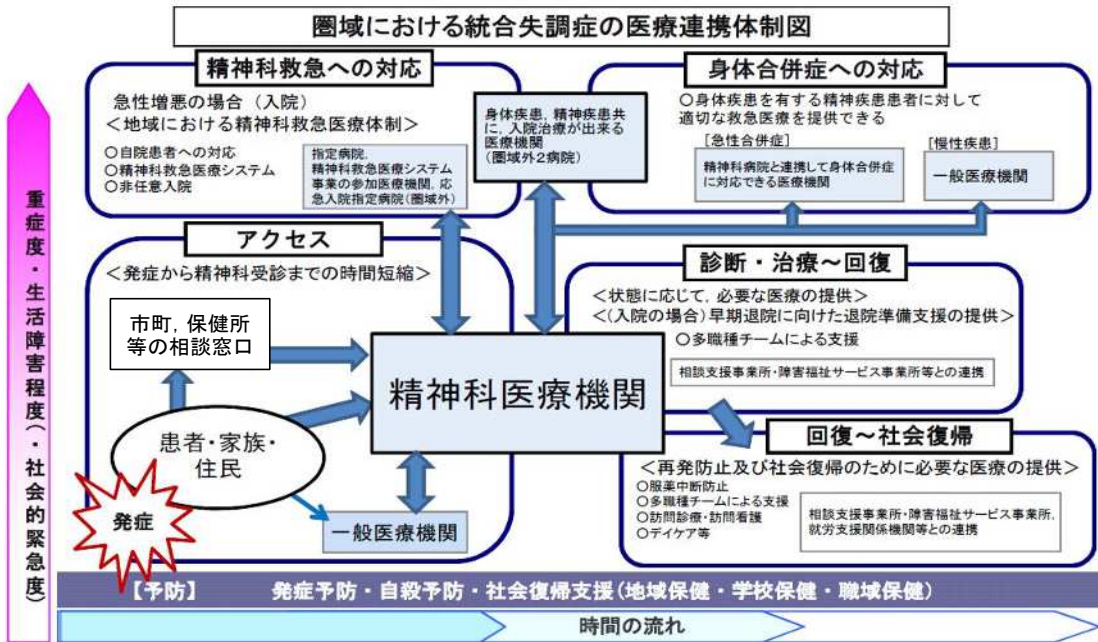 圏域における統合失調症の医療連携体制図
精神科救急への対応
急性増悪の場合（入院）
＜地域における精神科救急医療体制＞
○自院患者への対応
○精神科救急医療システム
○非任意入院
指定病院,
精神科救急医療システム
事業の参加医療機関, 応
急入院指定病院(圏域外)
身体疾患, 精神疾患共
に, 入院治療が出来る
医療機関
(圏域外2病院)
身体合併症への対応
○身体疾患を有する精神疾患患者に対して
適切な救急医療を提供できる
[急性合併症]
精神科病院と連携して身体合併症
に対応できる医療機関
[慢性疾患]
一般医療機関
重症度・生活障害程度(・社会的緊急度)
アクセス
＜発症から精神科受診までの時間短縮＞
市町, 保健所
等の相談窓口
患者・家族・
住民
発症
一般医療機関
精神科医療機関
診断・治療～回復
＜状態に応じて, 必要な医療の提供＞
＜(入院の場合)早期退院に向けた退院準備支援の提供＞
○多職種チームによる支援
相談支援事業所・障害福祉サービス事業所等との連携
回復～社会復帰
＜再発防止及び社会復帰のために必要な医療の提供＞
○服薬中断防止
○多職種チームによる支援
○訪問診療・訪問看護
○デイケア等
相談支援事業所・障害福祉サービス事業所,
就労支援関係機関等との連携
【予防】 発症予防・自殺予防・社会復帰支援(地域保健・学校保健・職域保健)
時間の流れ